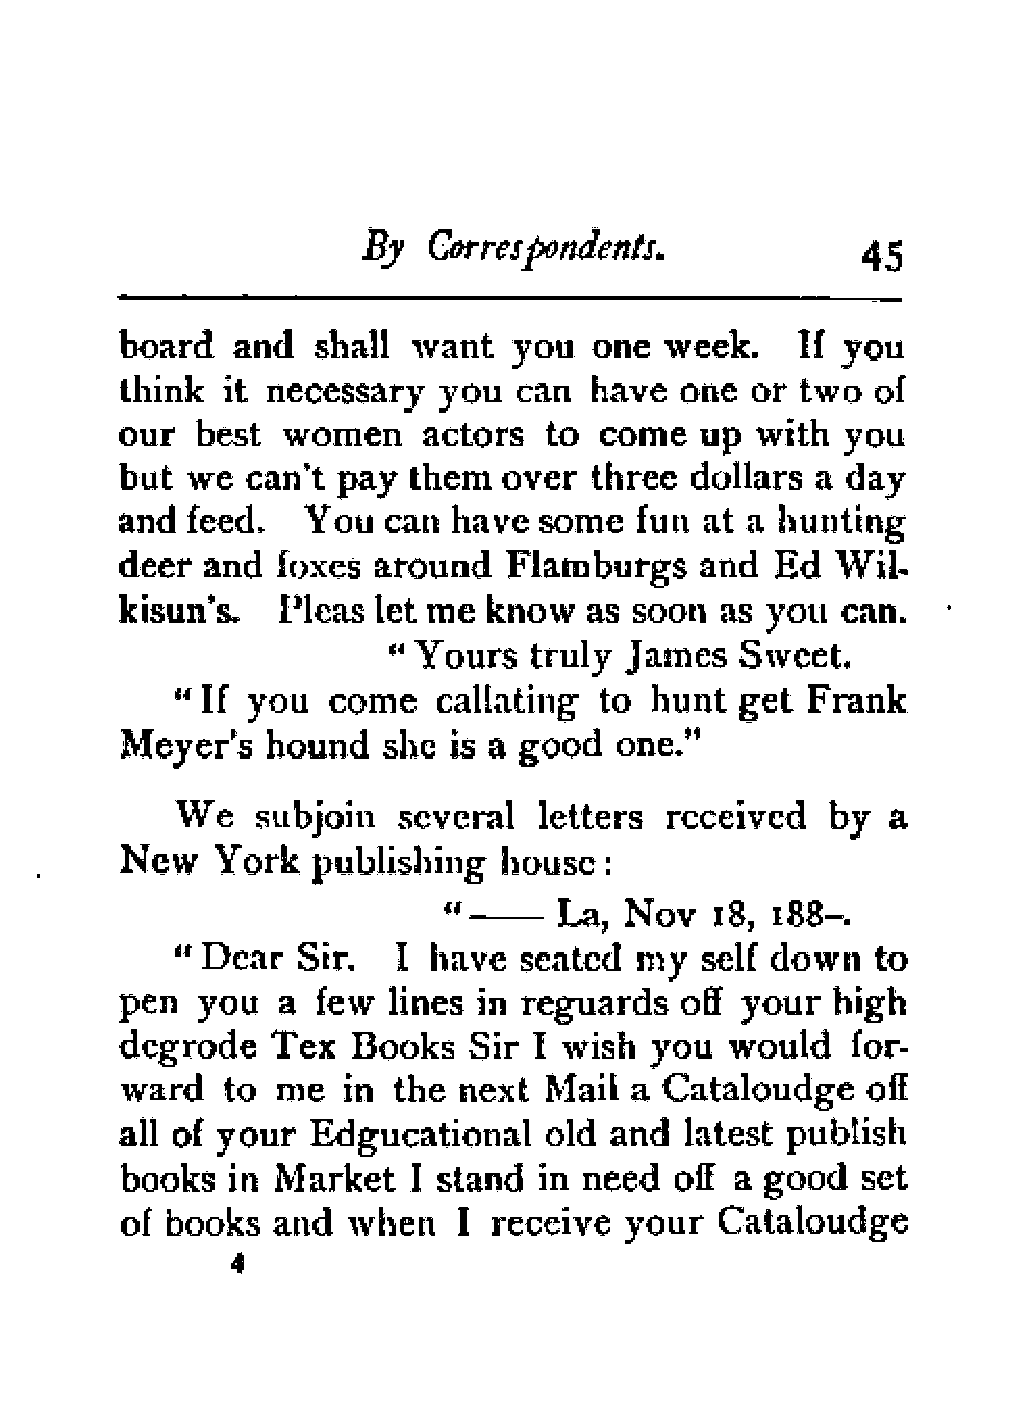 By Correspondents. 45
board and shall want you one week. If you
think it necessary you can have one or two of
our best women actors to come up with you
but we can't pay them over three dollars a day
and feed. You can have some fun at a hunting
deer and foxes around Flamburgs and Ed Wil-
kisun's. Pleas let me know as soon as you can.
"Yours truly James Sweet.
"If you come callating to hunt get Frank
Meyer's hound she is a good one."
We subjoin several letters received by a
New York publishing house:
"—— La, Nov 18, 188–.
"Dear Sir. I have seated my self down to
pen you a few lines in reguards off your high
degrode Tex Books Sir I wish you would for-
ward to me in the next Mail a Cataloudge off
all of your Edgucational old and latest publish
books in Market I stand in need off a good set
of books and when I receive your Cataloudge
4